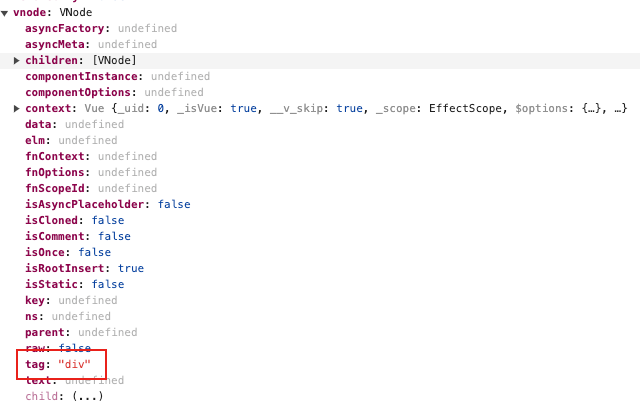 vnode: VNode
asyncFactory: undefined
asyncMeta: undefined
children: [VNode]
componentInstance: undefined
componentOptions: undefined
context: Vue {_uid: 0, _isVue: true, __v_skip: true, _scope: EffectScope, $options: {…}, …}
data: undefined
elm: undefined
fnContext: undefined
fnOptions: undefined
fnScopeId: undefined
isAsyncPlaceholder: false
isCloned: false
isComment: false
isOnce: false
isRootInsert: true
isStatic: false
key: undefined
ns: undefined
parent: undefined
raw: false
tag: "div"
text: undefined
child: (...)